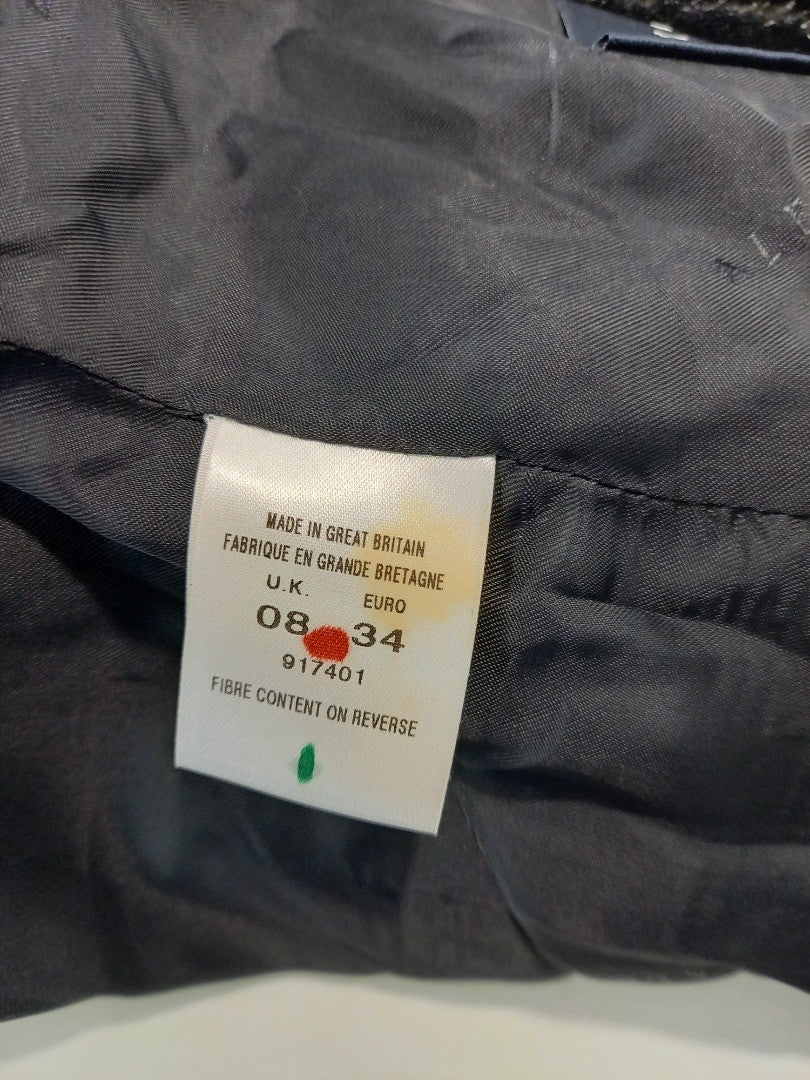 MADE IN GREAT BRITAIN
FABRIQUE EN GRANDE BRETAGNE
U.K. EURO
08 34
917401
FIBRE CONTENT ON REVERSE